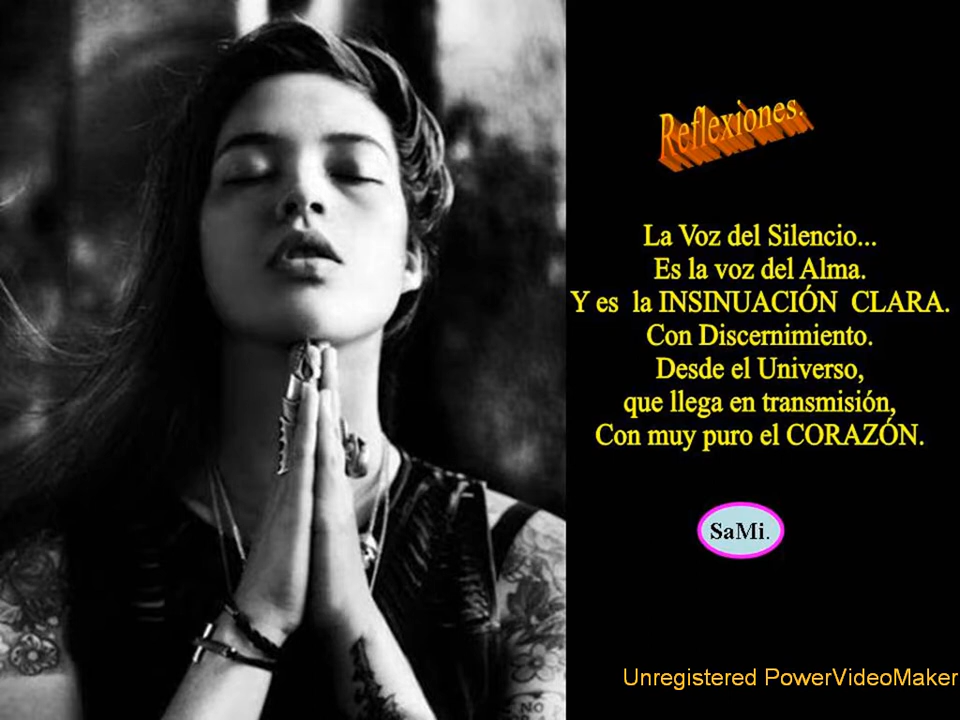 Reflexiones.
La Voz del Silencio...
Es la voz del Alma.
Y es la INSINUACIÓN CLARA.
Con Discernimiento.
Desde el Universo,
que llega en transmisión,
Con muy puro el CORAZÓN.
SaMi.
NO
Unregistered PowerVideoMaker